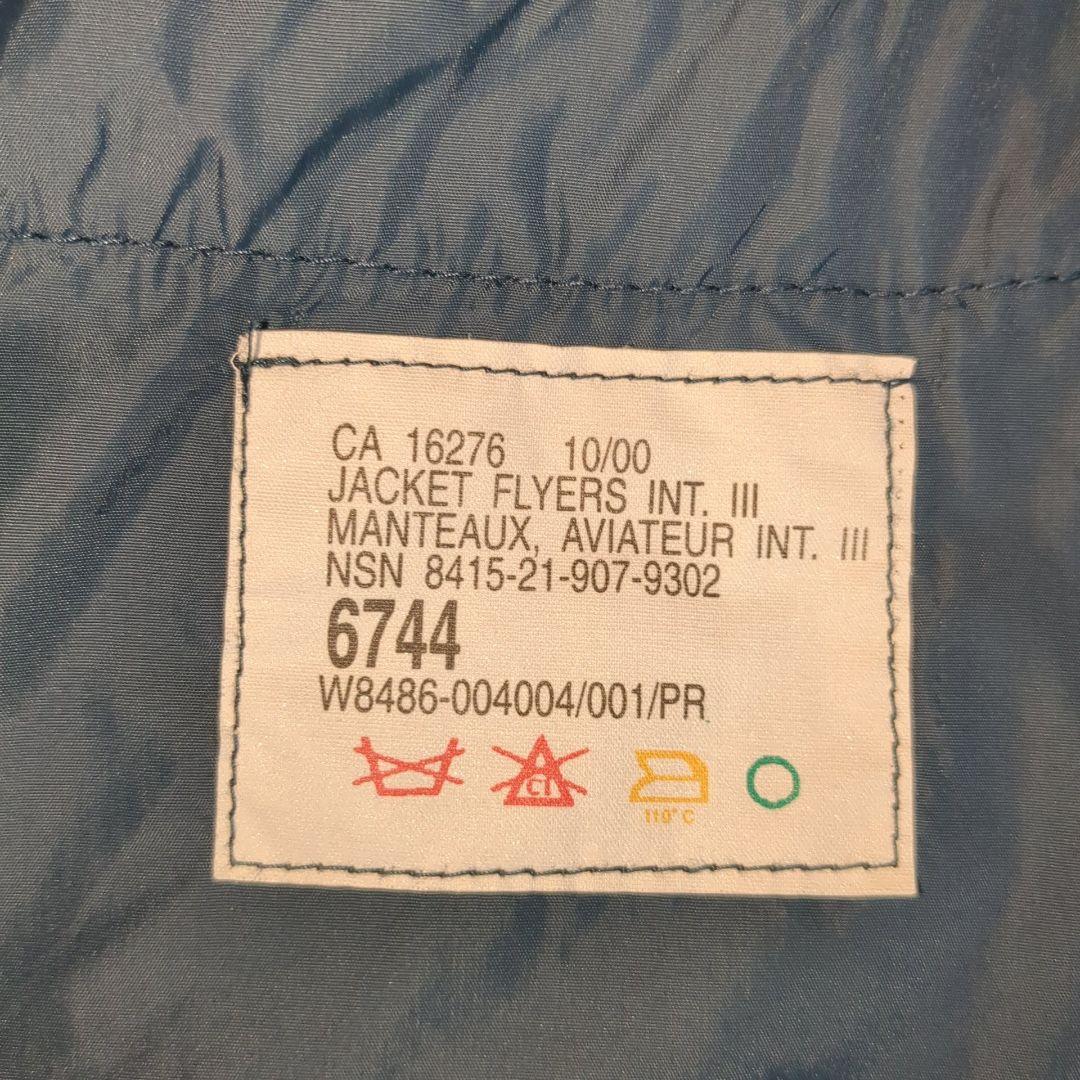 CA 16276 10/00
JACKET FLYERS INT. III
MANTEAUX, AVIATEUR INT. III
NSN 8415-21-907-9302
6744
W8486-004004/001/PR
Cl
110° C